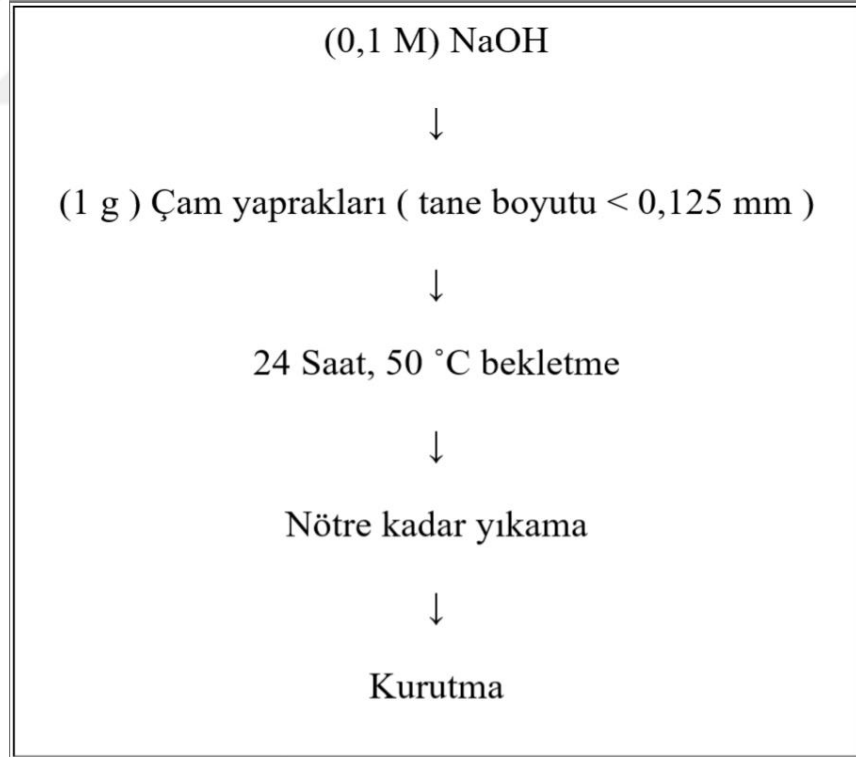 (0,1 M) NaOH
↓
(1 g ) Çam yaprakları ( tane boyutu < 0,125 mm )
↓
24 Saat, 50 ˚C bekletme
↓
Nötre kadar yıkama
↓
Kurutma